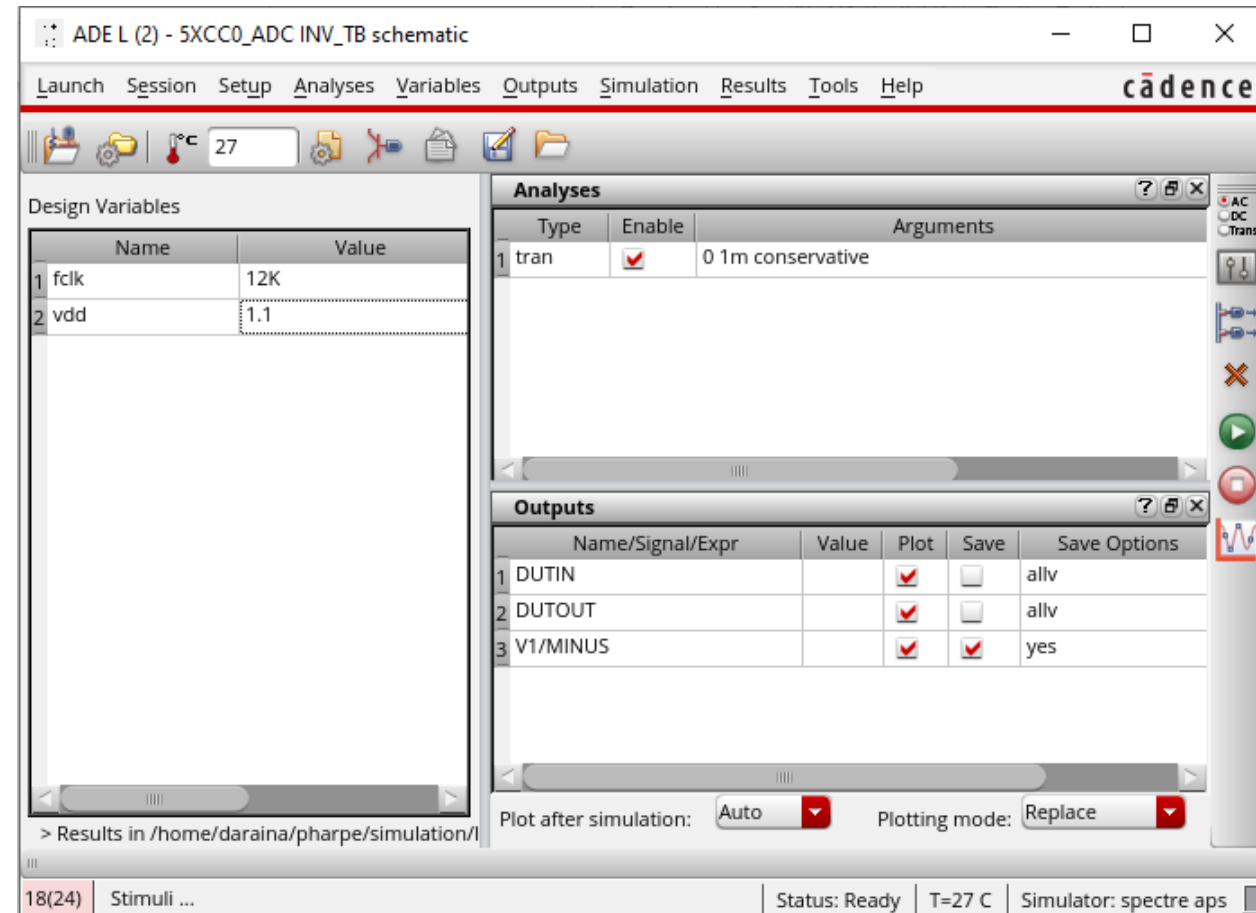 ADE L (2) - 5XCC0_ADC INV_TB schematic
Launch Session Setup Analyses Variables Outputs Simulation Results Tools Help cādence
°C 27
Design Variables
Name Value
1 fclk 12K
2 vdd 1.1
> Results in /home/daraina/pharpe/simulation/I
Analyses
Type Enable Arguments
1 tran 0 1m conservative
Outputs
Name/Signal/Expr Value Plot Save Save Options
1 DUTIN allv
2 DUTOUT allv
3 V1/MINUS yes
Plot after simulation: Auto Plotting mode: Replace
AC
DC
Trans
18(24) Stimuli ... Status: Ready T=27 C Simulator: spectre aps